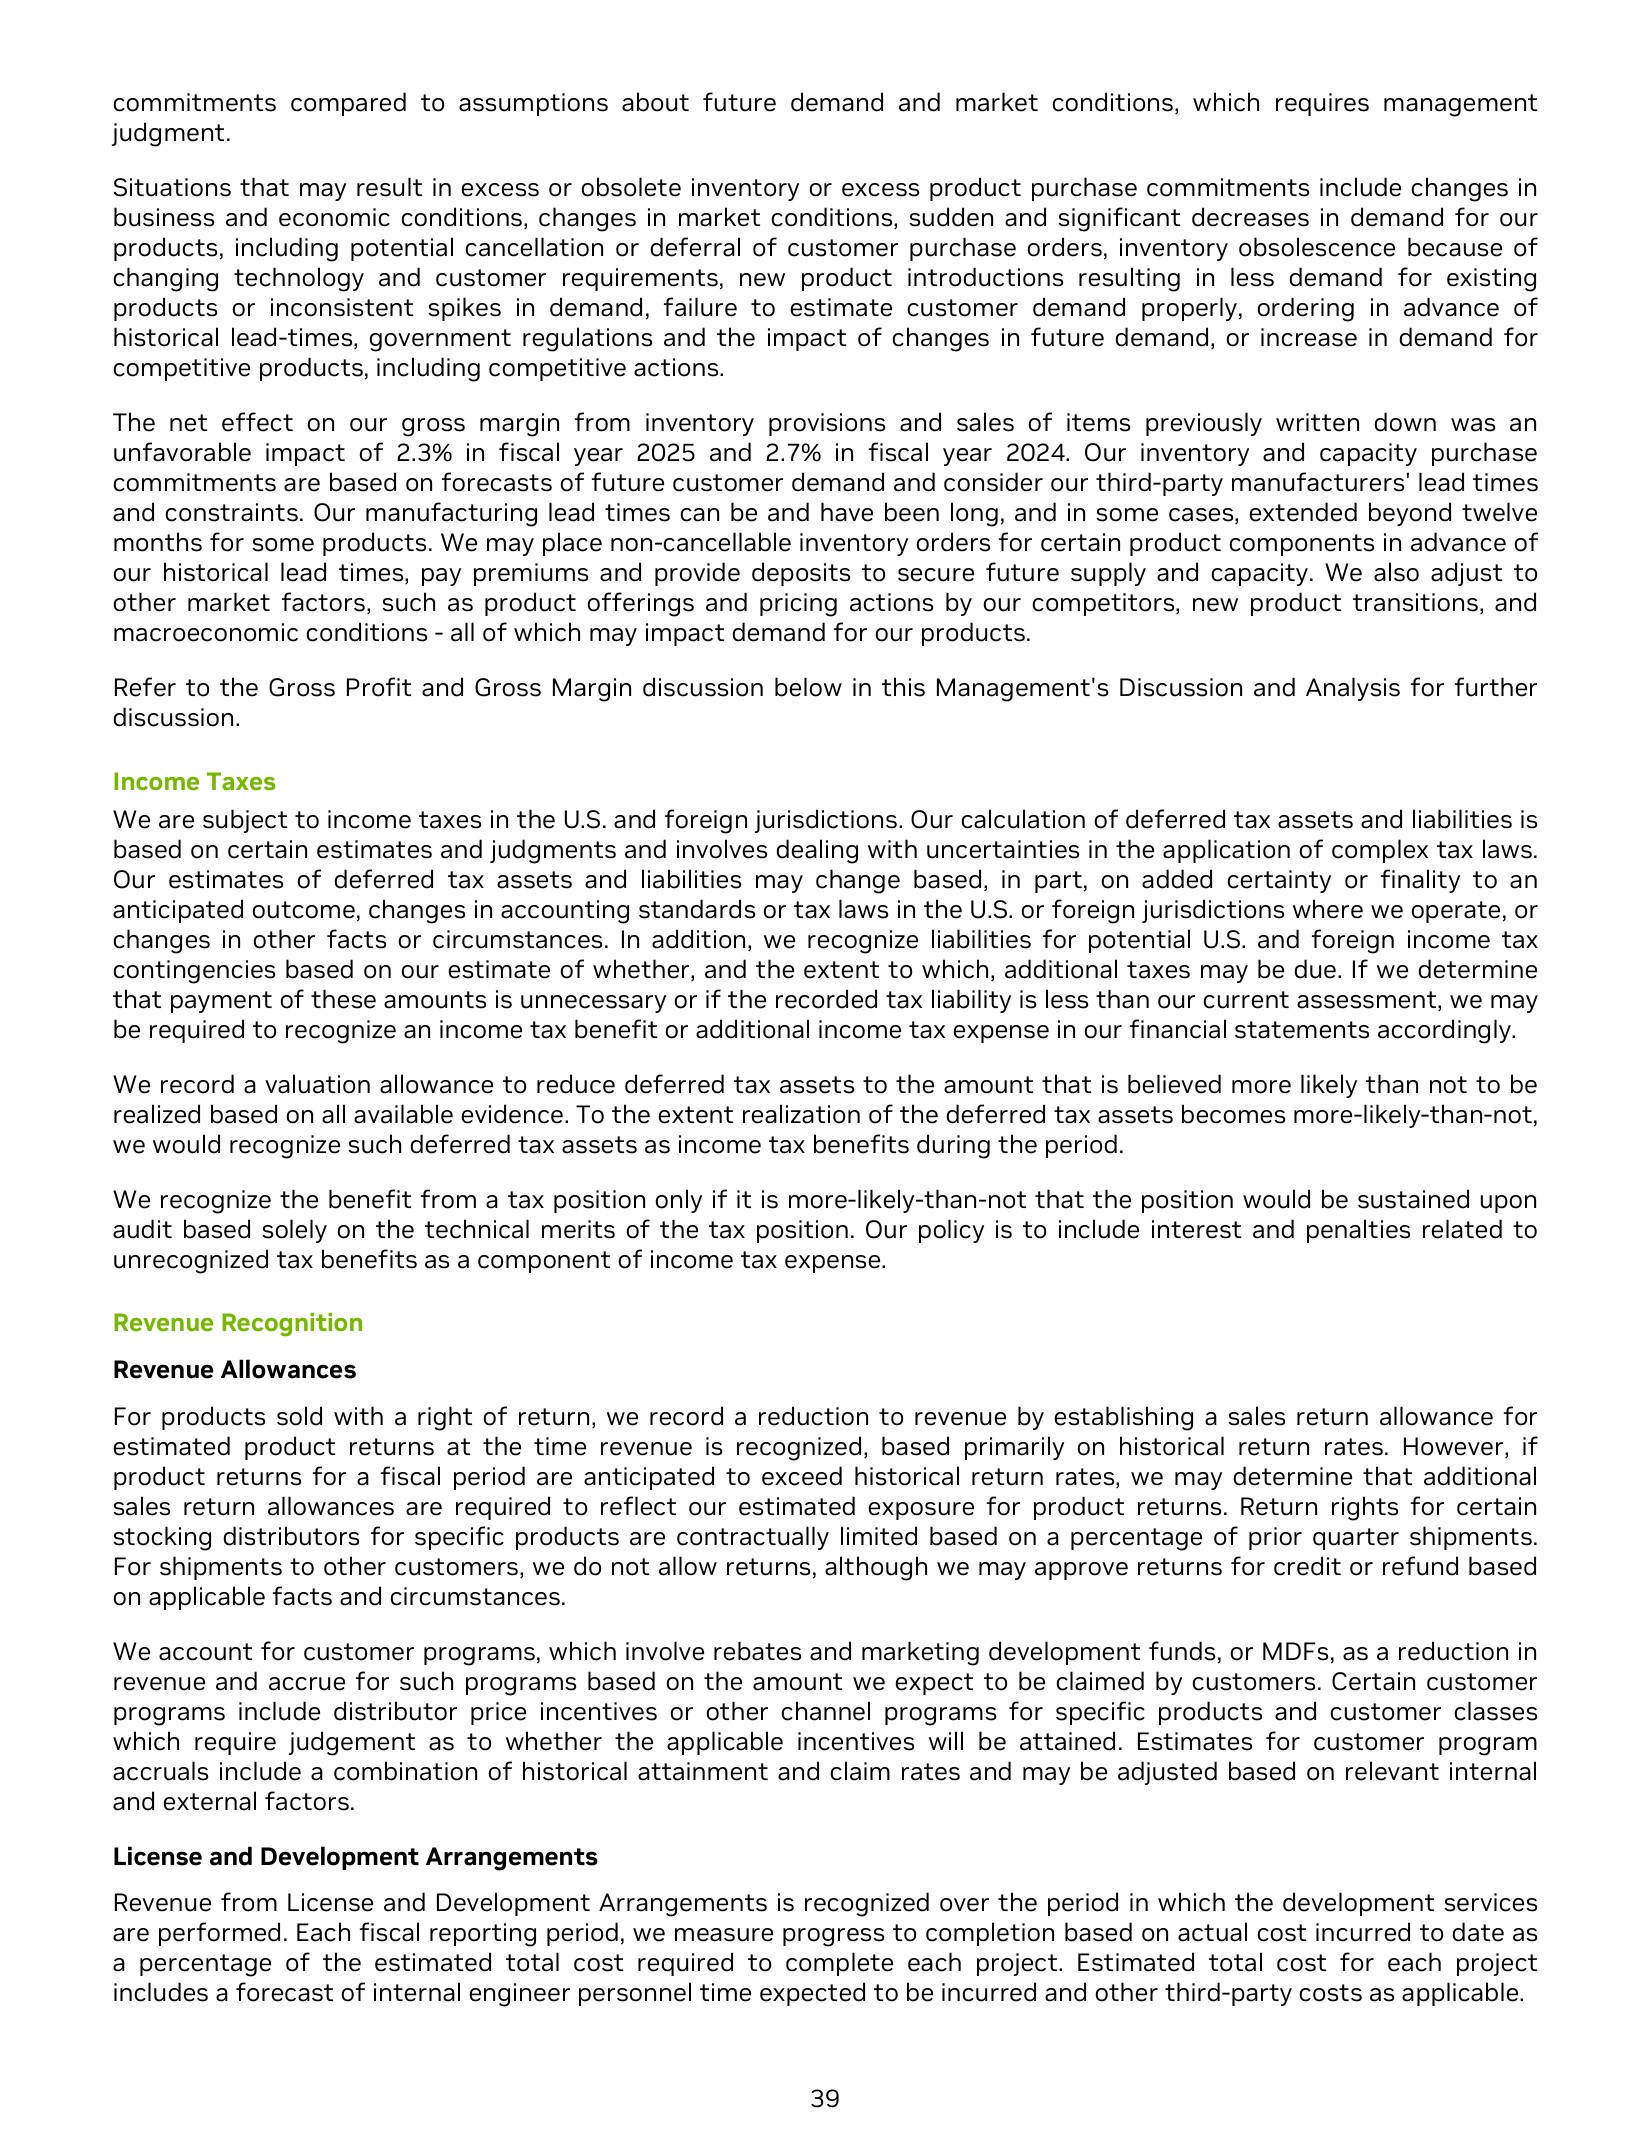 commitments compared to assumptions about future demand and market conditions, which requires management
judgment.
Situations that may result in excess or obsolete inventory or excess product purchase commitments include changes in
business and economic conditions, changes in market conditions, sudden and significant decreases in demand for our
products, including potential cancellation or deferral of customer purchase orders, inventory obsolescence because of
changing technology and customer requirements, new product introductions resulting in less demand for existing
products or inconsistent spikes in demand, failure to estimate customer demand properly, ordering in advance of
historical lead-times, government regulations and the impact of changes in future demand, or increase in demand for
competitive products, including competitive actions.
The net effect on our gross margin from inventory provisions and sales of items previously written down was an
unfavorable impact of 2.3% in fiscal year 2025 and 2.7% in fiscal year 2024. Our inventory and capacity purchase
commitments are based on forecasts of future customer demand and consider our third-party manufacturers' lead times
and constraints. Our manufacturing lead times can be and have been long, and in some cases, extended beyond twelve
months for some products. We may place non-cancellable inventory orders for certain product components in advance of
our historical lead times, pay premiums and provide deposits to secure future supply and capacity. We also adjust to
other market factors, such as product offerings and pricing actions by our competitors, new product transitions, and
macroeconomic conditions - all of which may impact demand for our products.
Refer to the Gross Profit and Gross Margin discussion below in this Management's Discussion and Analysis for further
discussion.
Income Taxes
We are subject to income taxes in the U.S. and foreign jurisdictions. Our calculation of deferred tax assets and liabilities is
based on certain estimates and judgments and involves dealing with uncertainties in the application of complex tax laws.
Our estimates of deferred tax assets and liabilities may change based, in part, on added certainty or finality to an
anticipated outcome, changes in accounting standards or tax laws in the U.S. or foreign jurisdictions where we operate, or
changes in other facts or circumstances. In addition, we recognize liabilities for potential U.S. and foreign income tax
contingencies based on our estimate of whether, and the extent to which, additional taxes may be due. If we determine
that payment of these amounts is unnecessary or if the recorded tax liability is less than our current assessment, we may
be required to recognize an income tax benefit or additional income tax expense in our financial statements accordingly.
We record a valuation allowance to reduce deferred tax assets to the amount that is believed more likely than not to be
realized based on all available evidence. To the extent realization of the deferred tax assets becomes more-likely-than-not,
we would recognize such deferred tax assets as income tax benefits during the period.
We recognize the benefit from a tax position only if it is more-likely-than-not that the position would be sustained upon
audit based solely on the technical merits of the tax position. Our policy is to include interest and penalties related to
unrecognized tax benefits as a component of income tax expense.
Revenue Recognition
Revenue Allowances
For products sold with a right of return, we record a reduction to revenue by establishing a sales return allowance for
estimated product returns at the time revenue is recognized, based primarily on historical return rates. However, if
product returns for a fiscal period are anticipated to exceed historical return rates, we may determine that additional
sales return allowances are required to reflect our estimated exposure for product returns. Return rights for certain
stocking distributors for specific products are contractually limited based on a percentage of prior quarter shipments.
For shipments to other customers, we do not allow returns, although we may approve returns for credit or refund based
on applicable facts and circumstances.
We account for customer programs, which involve rebates and marketing development funds, or MDFs, as a reduction in
revenue and accrue for such programs based on the amount we expect to be claimed by customers. Certain customer
programs include distributor price incentives or other channel programs for specific products and customer classes
which require judgement as to whether the applicable incentives will be attained. Estimates for customer program
accruals include a combination of historical attainment and claim rates and may be adjusted based on relevant internal
and external factors.
License and Development Arrangements
Revenue from License and Development Arrangements is recognized over the period in which the development services
are performed. Each fiscal reporting period, we measure progress to completion based on actual cost incurred to date as
a percentage of the estimated total cost required to complete each project. Estimated total cost for each project
includes a forecast of internal engineer personnel time expected to be incurred and other third-party costs as applicable.
39